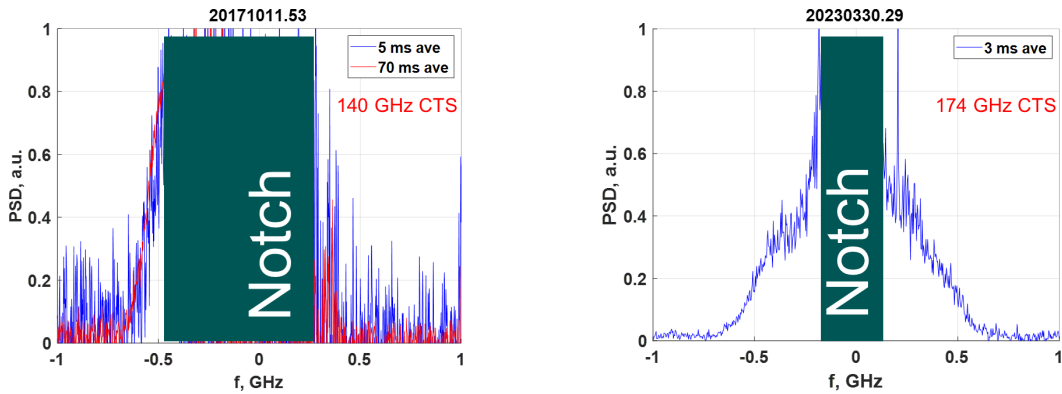 20171011.53
1
0.8
0.6
0.4
0.2
0
PSD, a.u.
-1
-0.5
0
0.5
1
f, GHz
5 ms ave
70 ms ave
140 GHz CTS
Notch
20230330.29
1
0.8
0.6
0.4
0.2
0
PSD, a.u.
-1
-0.5
0
0.5
1
f, GHz
3 ms ave
174 GHz CTS
Notch